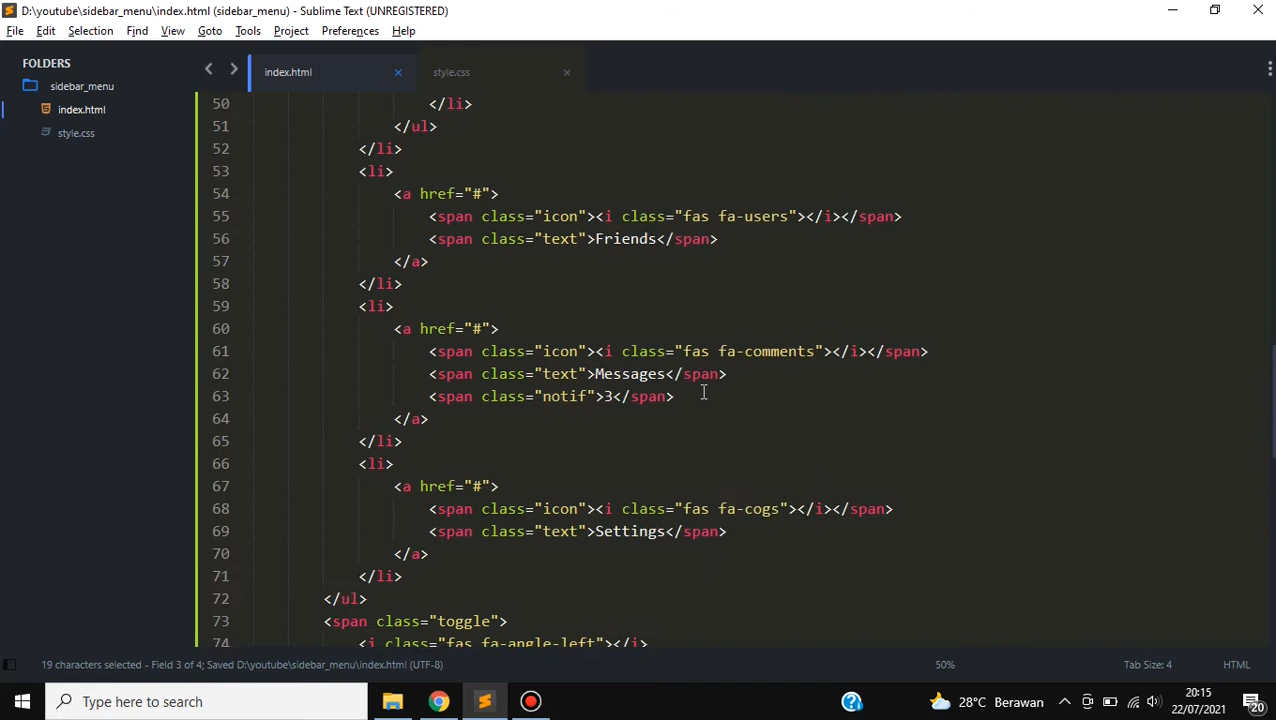 D:\youtube\sidebar_menu\index.html (sidebar_menu) - Sublime Text (UNREGISTERED)
File Edit Selection Find View Goto Tools Project Preferences Help
FOLDERS
sidebar_menu
index.html
style.css
index.html ×
style.css ×
50 </li>
51 </ul>
52 </li>
53 <li>
54 <a href="#">
55 <span class="icon"><i class="fas fa-users"></i></span>
56 <span class="text">Friends</span>
57 </a>
58 </li>
59 <li>
60 <a href="#">
61 <span class="icon"><i class="fas fa-comments"></i></span>
62 <span class="text">Messages</span>
63 <span class="notif">3</span>
64 </a>
65 </li>
66 <li>
67 <a href="#">
68 <span class="icon"><i class="fas fa-cogs"></i></span>
69 <span class="text">Settings</span>
70 </a>
71 </li>
72 </ul>
73 <span class="toggle">
74 <i class="fas fa-angle-left"></i>
19 characters selected - Field 3 of 4; Saved D:\youtube\sidebar_menu\index.html (UTF-8) 50% Tab Size: 4 HTML
Type here to search
28°C Berawan
20:15
22/07/2021
20